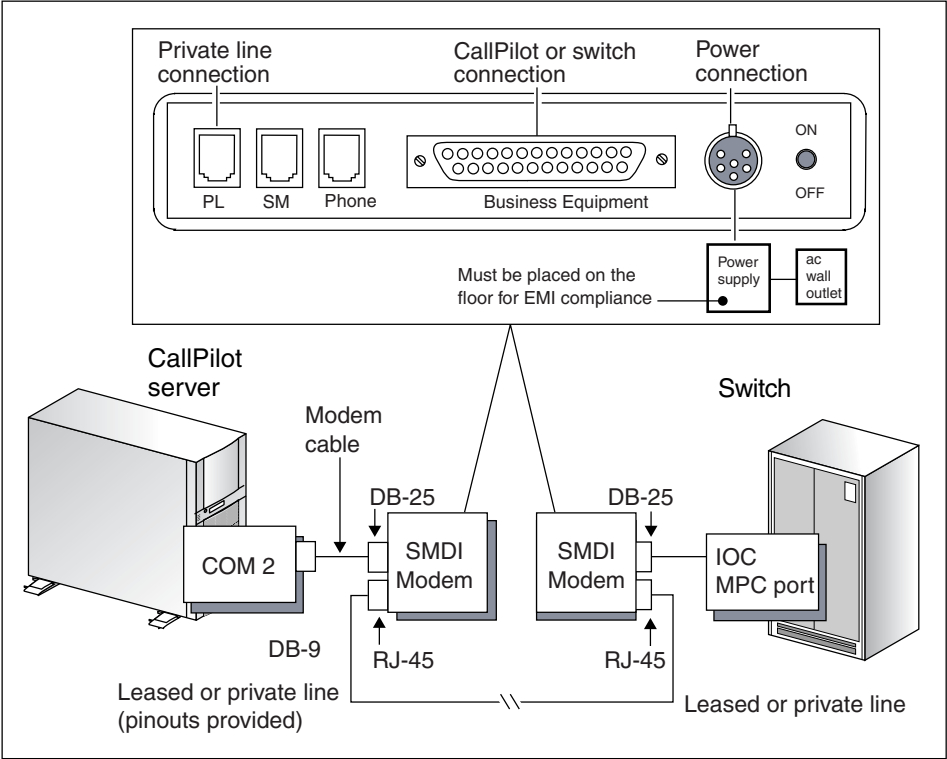 Private line
connection
CallPilot or switch
connection
Power
connection
ON
OFF
PL
SM
Phone
Business Equipment
Must be placed on the
floor for EMI compliance
Power
supply
ac
wall
outlet
CallPilot
server
Switch
Modem
cable
DB-25
DB-25
COM 2
SMDI
Modem
SMDI
Modem
IOC
MPC port
DB-9
RJ-45
RJ-45
Leased or private line
(pinouts provided)
Leased or private line